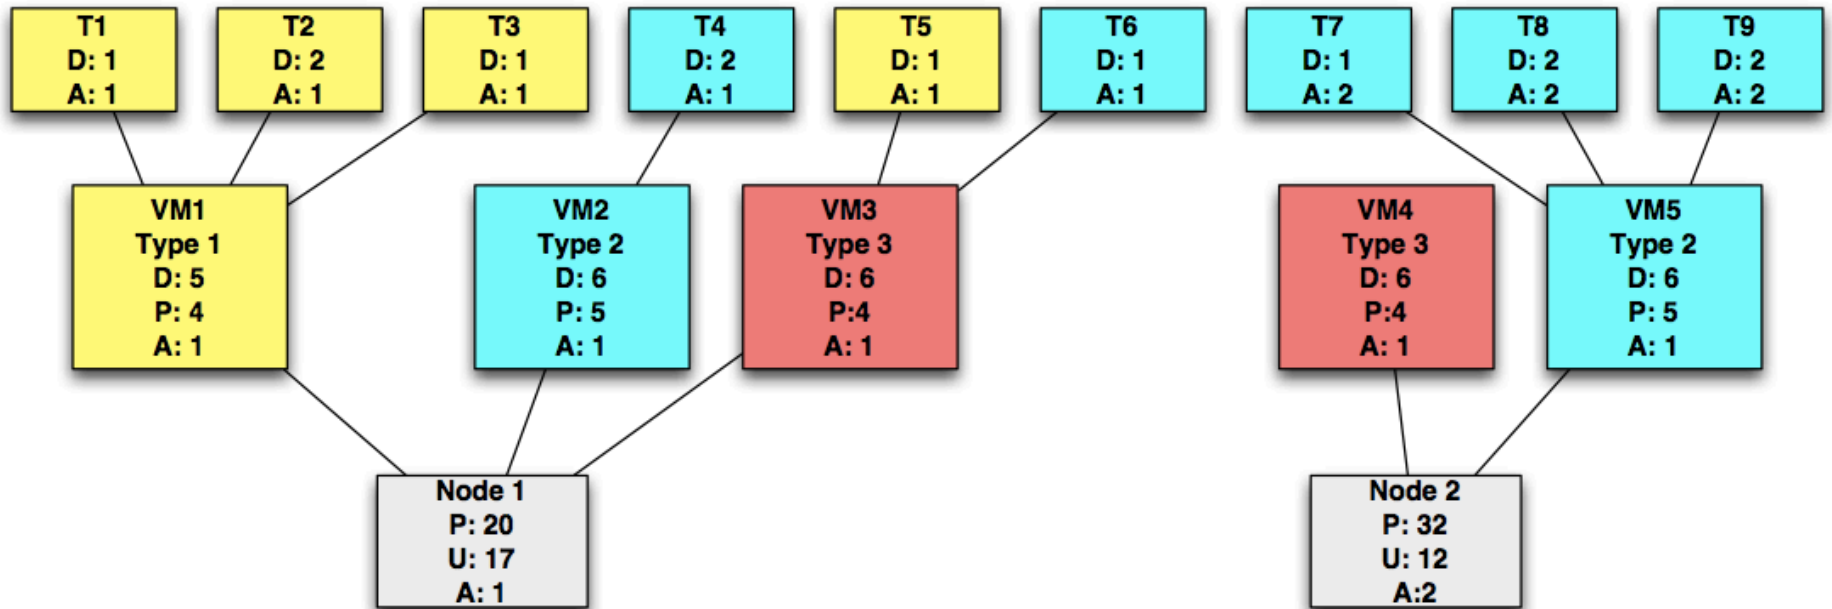 T1
D: 1
A: 1
T2
D: 2
A: 1
T3
D: 1
A: 1
T4
D: 2
A: 1
T5
D: 1
A: 1
T6
D: 1
A: 1
T7
D: 1
A: 2
T8
D: 2
A: 2
T9
D: 2
A: 2
VM1
Type 1
D: 5
P: 4
A: 1
VM2
Type 2
D: 6
P: 5
A: 1
VM3
Type 3
D: 6
P:4
A: 1
VM4
Type 3
D: 6
P:4
A: 1
VM5
Type 2
D: 6
P: 5
A: 1
Node 1
P: 20
U: 17
A: 1
Node 2
P: 32
U: 12
A:2